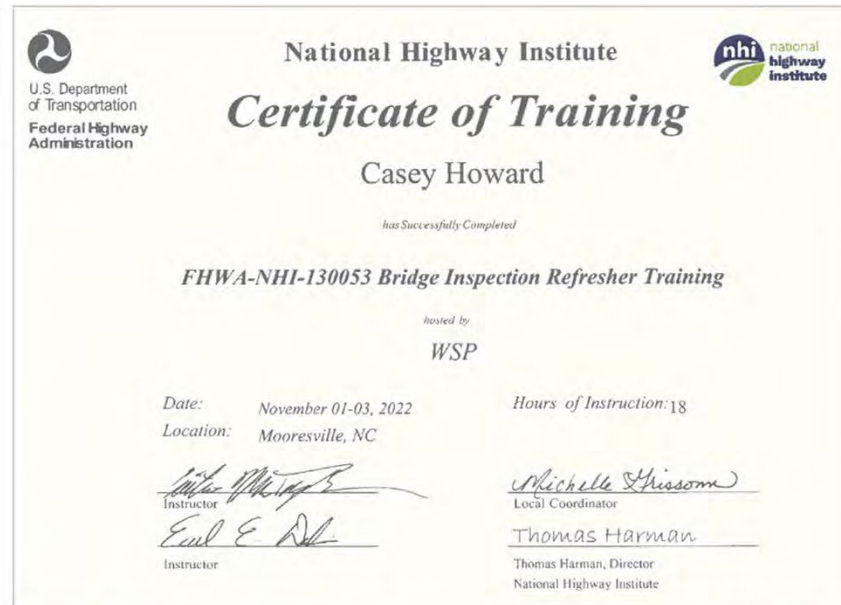 U.S. Department
of Transportation
Federal Highway
Administration
National Highway Institute
nhi national
highway
institute
Certificate of Training
Casey Howard
has Successfully Completed
FHWA-NHI-130053 Bridge Inspection Refresher Training
hosted by
WSP
Date: November 01-03, 2022
Location: Mooresville, NC
Hours of Instruction: 18
Instructor
Michelle Grissom
Local Coordinator
Instructor
Thomas Harman
Thomas Harman, Director
National Highway Institute